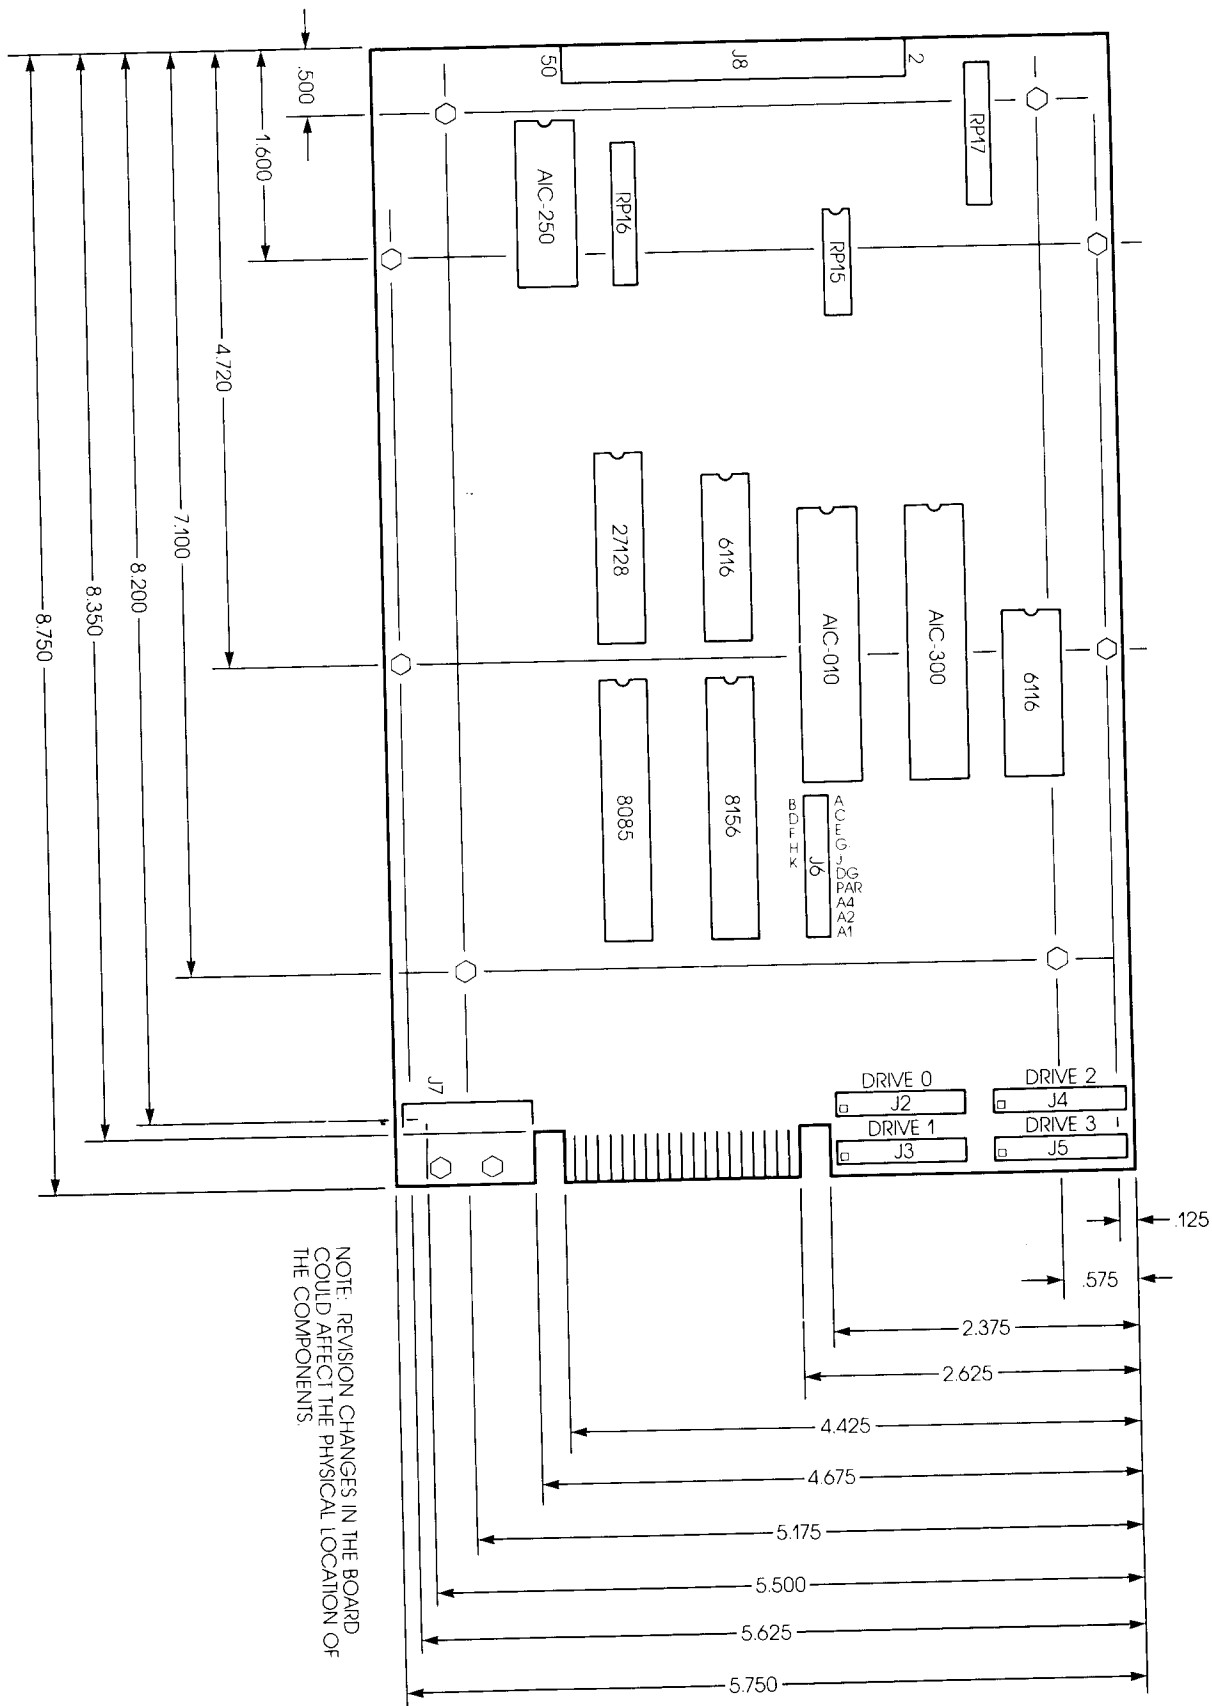 .500
1.600
4.720
7.100
8.200
8.350
8.750
50
J8
2
RP17
AIC-250
RP16
RP15
27128
6116
AIC-010
AIC-300
6116
8085
8156
J6
B
D
F
H
K
A
C
E
G
J
DG
PAR
A4
A2
A1
J7
DRIVE 0
J2
DRIVE 1
J3
DRIVE 2
J4
DRIVE 3
J5
.125
.575
2.375
2.625
4.425
4.675
5.175
5.500
5.625
5.750
NOTE: REVISION CHANGES IN THE BOARD
COULD AFFECT THE PHYSICAL LOCATION OF
THE COMPONENTS.